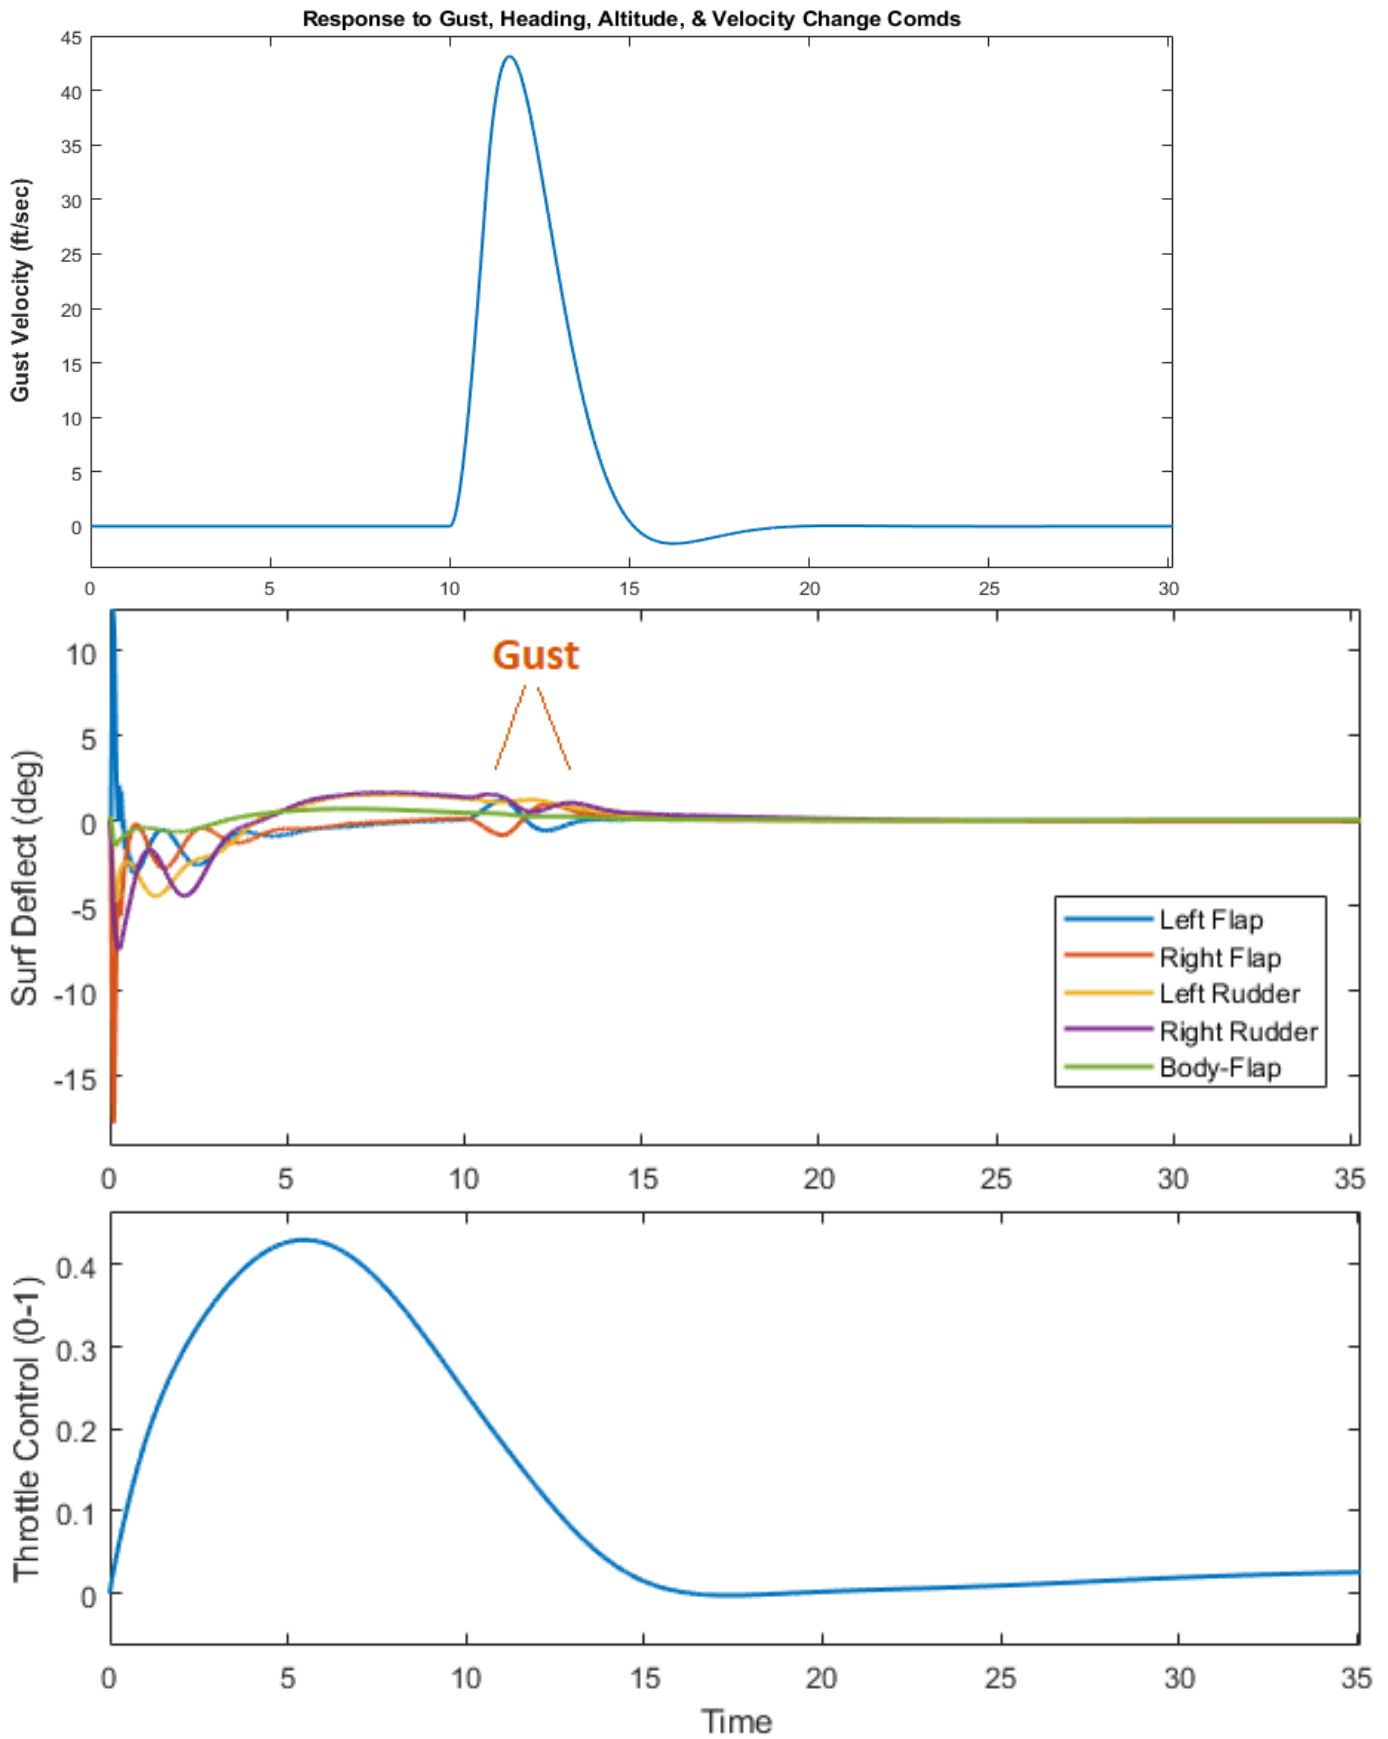 Response to Gust, Heading, Altitude, & Velocity Change Comds
Gust Velocity (ft/sec)
45
40
35
30
25
20
15
10
5
0
0 5 10 15 20 25 30
Surf Deflect (deg)
10
5
0
-5
-10
-15
Gust
Left Flap
Right Flap
Left Rudder
Right Rudder
Body-Flap
0 5 10 15 20 25 30 35
Throttle Control (0-1)
0.4
0.3
0.2
0.1
0
0 5 10 15 20 25 30 35
Time